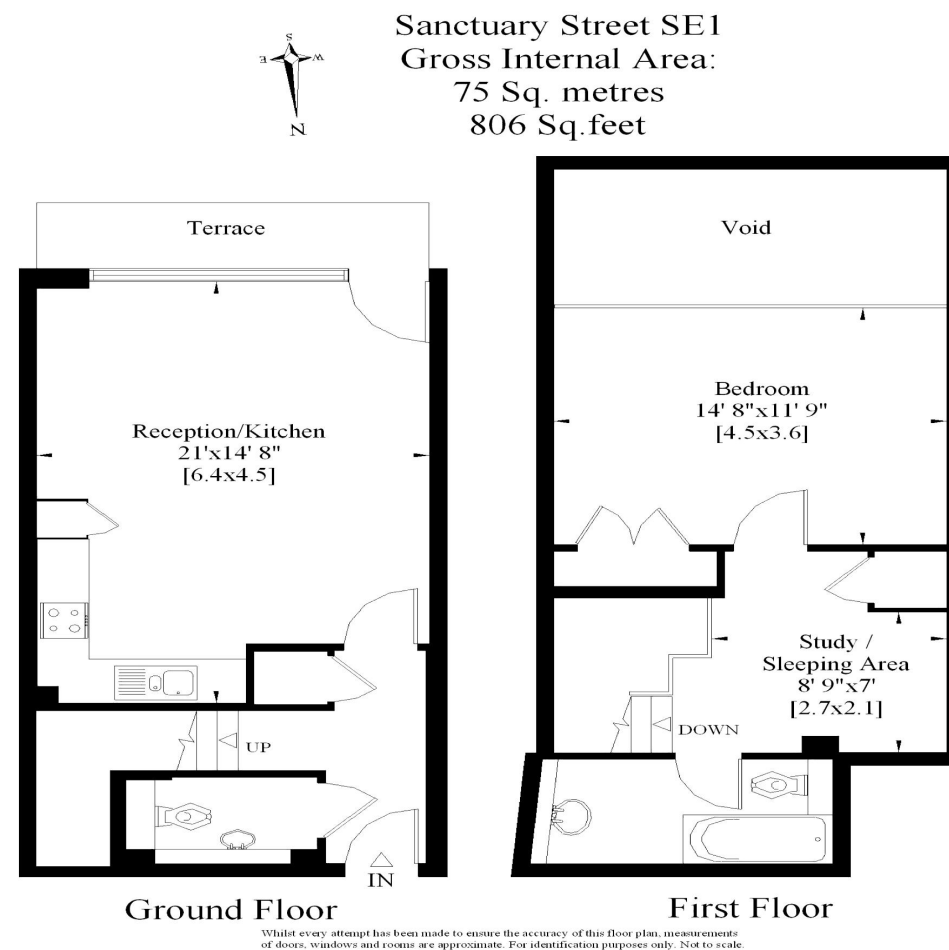 Sanctuary Street SE1
Gross Internal Area:
75 Sq. metres
806 Sq.feet
S
E
W
N
Terrace
Reception/Kitchen
21'x14' 8"
[6.4x4.5]
UP
IN
Ground Floor
Void
Bedroom
14' 8"x11' 9"
[4.5x3.6]
Study /
Sleeping Area
8' 9"x7'
[2.7x2.1]
DOWN
First Floor
Whilst every attempt has been made to ensure the accuracy of this floor plan, measurements
of doors, windows and rooms are approximate. For identification purposes only. Not to scale.